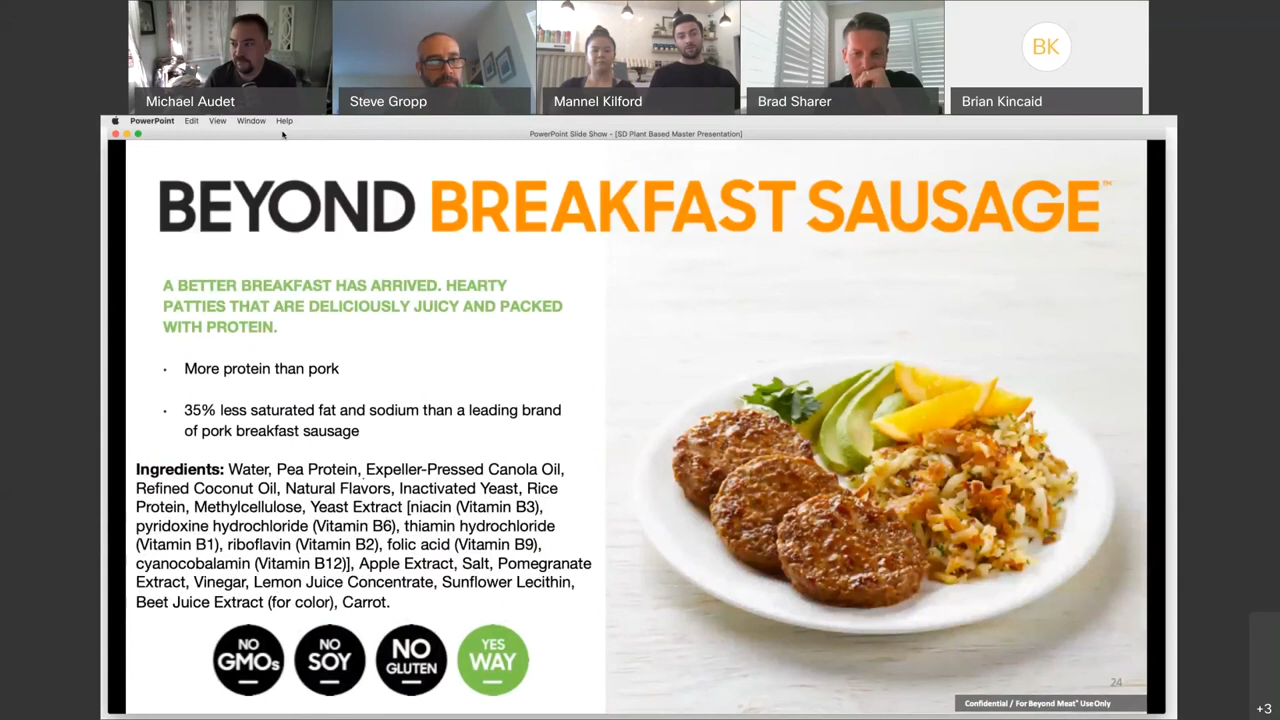 Michael Audet
Steve Gropp
Mannel Kilford
Brad Sharer
BK
Brian Kincaid
PowerPoint Edit View Window Help
PowerPoint Slide Show - [SD Plant Based Master Presentation]
BEYOND BREAKFAST SAUSAGE™
A BETTER BREAKFAST HAS ARRIVED. HEARTY
PATTIES THAT ARE DELICIOUSLY JUICY AND PACKED
WITH PROTEIN.
• More protein than pork
• 35% less saturated fat and sodium than a leading brand
of pork breakfast sausage
Ingredients: Water, Pea Protein, Expeller-Pressed Canola Oil,
Refined Coconut Oil, Natural Flavors, Inactivated Yeast, Rice
Protein, Methylcellulose, Yeast Extract [niacin (Vitamin B3),
pyridoxine hydrochloride (Vitamin B6), thiamin hydrochloride
(Vitamin B1), riboflavin (Vitamin B2), folic acid (Vitamin B9),
cyanocobalamin (Vitamin B12)], Apple Extract, Salt, Pomegranate
Extract, Vinegar, Lemon Juice Concentrate, Sunflower Lecithin,
Beet Juice Extract (for color), Carrot.
NO
GMOs
NO
SOY
NO
GLUTEN
YES
WAY
24
Confidential / For Beyond Meat® Use Only
+3